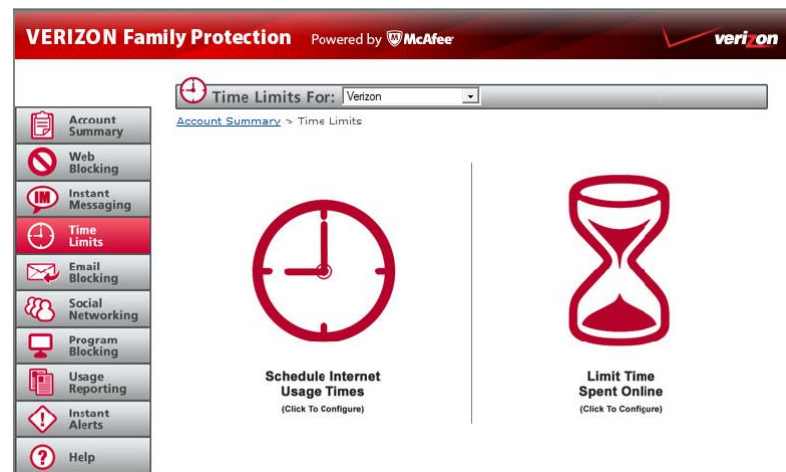 VERIZON Family Protection Powered by McAfee verizon
Time Limits For: Verizon
Account Summary > Time Limits
Account
Summary
Web
Blocking
IM
Instant
Messaging
Time
Limits
Email
Blocking
Social
Networking
Program
Blocking
Usage
Reporting
Instant
Alerts
Help
Schedule Internet
Usage Times
(Click To Configure)
Limit Time
Spent Online
(Click To Configure)